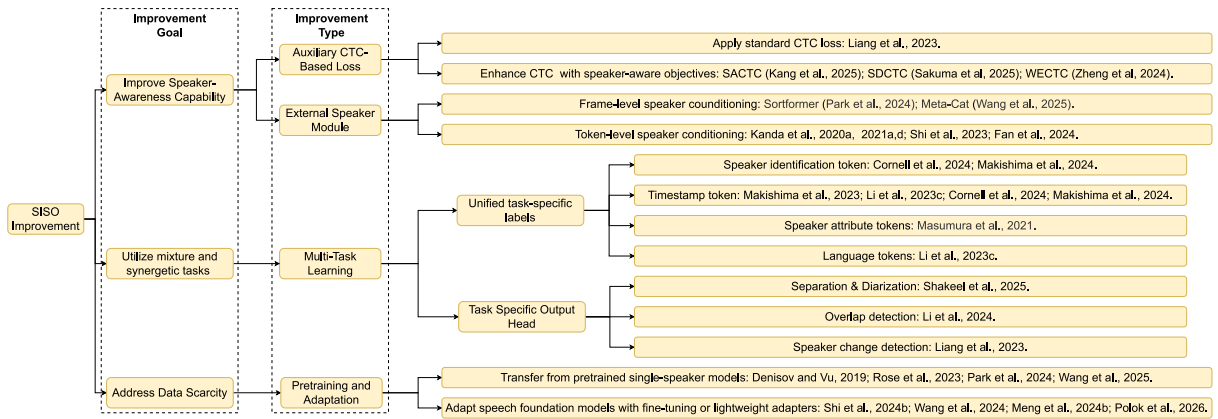 Improvement
Goal
Improvement
Type
SISO
Improvement
Improve Speaker-
Awareness Capability
Auxiliary CTC-
Based Loss
Apply standard CTC loss: Liang et al., 2023.
Enhance CTC with speaker-aware objectives: SACTC (Kang et al., 2025); SDCTC (Sakuma et al, 2025); WECTC (Zheng et al, 2024).
External Speaker
Module
Frame-level speaker counditioning: Sortformer (Park et al., 2024); Meta-Cat (Wang et al., 2025).
Token-level speaker conditioning: Kanda et al., 2020a, 2021a,d; Shi et al., 2023; Fan et al., 2024.
Utilize mixture and
synergetic tasks
Multi-Task
Learning
Unified task-specific
labels
Speaker identification token: Cornell et al., 2024; Makishima et al., 2024.
Timestamp token: Makishima et al., 2023; Li et al., 2023c; Cornell et al., 2024; Makishima et al., 2024.
Speaker attribute tokens: Masumura et al., 2021.
Language tokens: Li et al., 2023c.
Task Specific Output
Head
Separation & Diarization: Shakeel et al., 2025.
Overlap detection: Li et al., 2024.
Speaker change detection: Liang et al., 2023.
Address Data Scarcity
Pretraining and
Adaptation
Transfer from pretrained single-speaker models: Denisov and Vu, 2019; Rose et al., 2023; Park et al., 2024; Wang et al., 2025.
Adapt speech foundation models with fine-tuning or lightweight adapters: Shi et al., 2024b; Wang et al., 2024; Meng et al., 2024b; Polok et al., 2026.